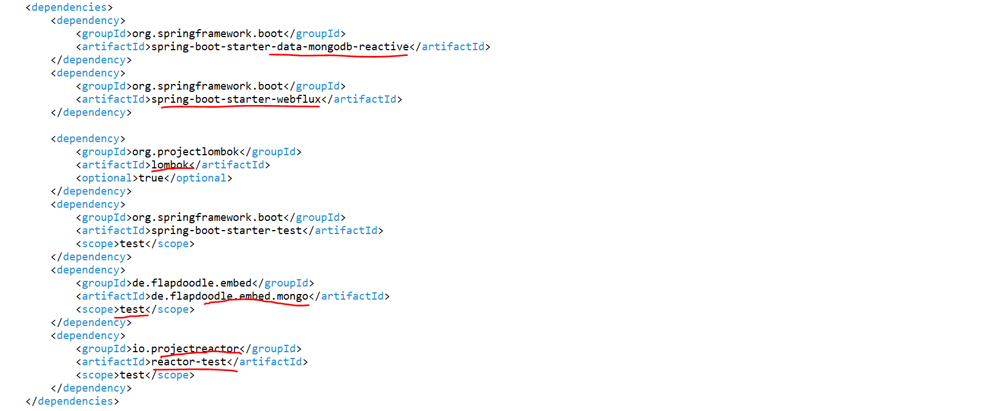 <dependencies>
<dependency>
<groupId>org.springframework.boot</groupId>
<artifactId>spring-boot-starter-data-mongodb-reactive</artifactId>
</dependency>
<dependency>
<groupId>org.springframework.boot</groupId>
<artifactId>spring-boot-starter-webflux</artifactId>
</dependency>
<dependency>
<groupId>org.projectlombok</groupId>
<artifactId>lombok</artifactId>
<optional>true</optional>
</dependency>
<dependency>
<groupId>org.springframework.boot</groupId>
<artifactId>spring-boot-starter-test</artifactId>
<scope>test</scope>
</dependency>
<dependency>
<groupId>de.flapdoodle.embed</groupId>
<artifactId>de.flapdoodle.embed.mongo</artifactId>
<scope>test</scope>
</dependency>
<dependency>
<groupId>io.projectreactor</groupId>
<artifactId>reactor-test</artifactId>
<scope>test</scope>
</dependency>
</dependencies>